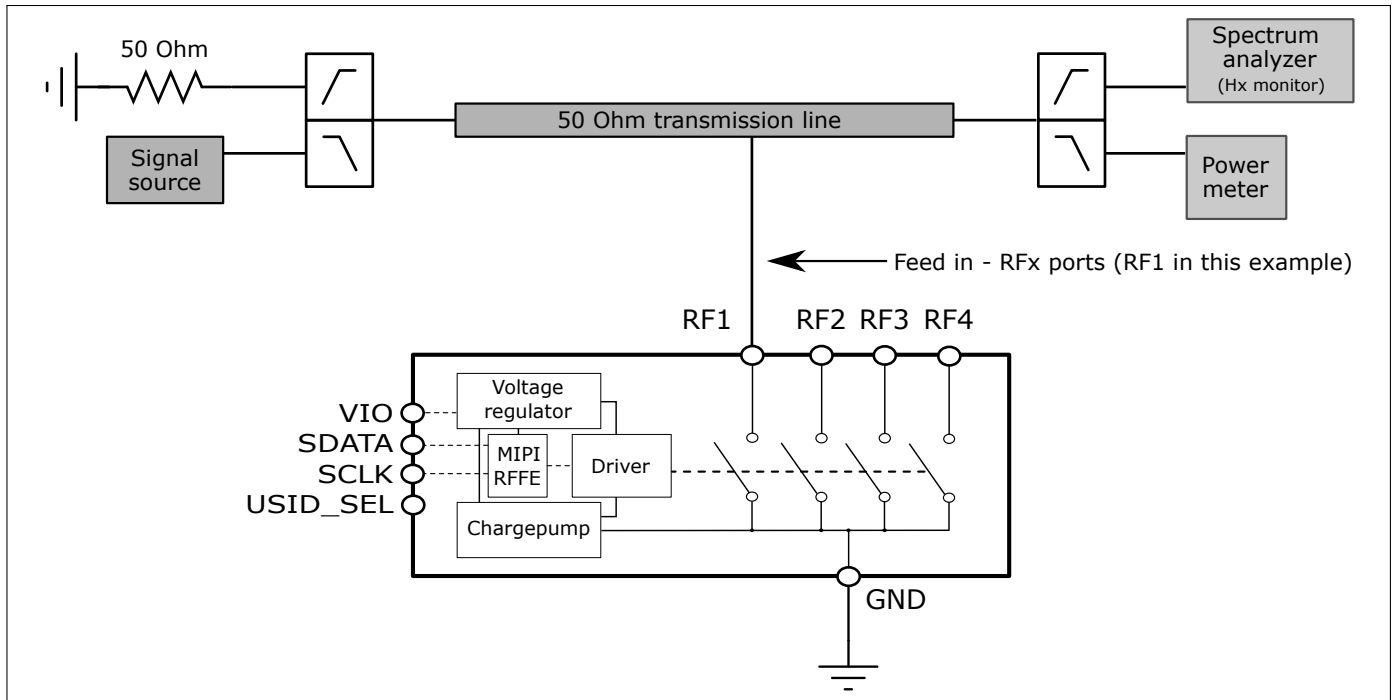 50 Ohm
Signal
source
50 Ohm transmission line
Spectrum
analyzer
(Hx monitor)
Power
meter
Feed in - RFx ports (RF1 in this example)
RF1
RF2
RF3
RF4
VIO
SDATA
SCLK
USID_SEL
Voltage
regulator
MIPI
RFFE
Driver
Chargepump
GND